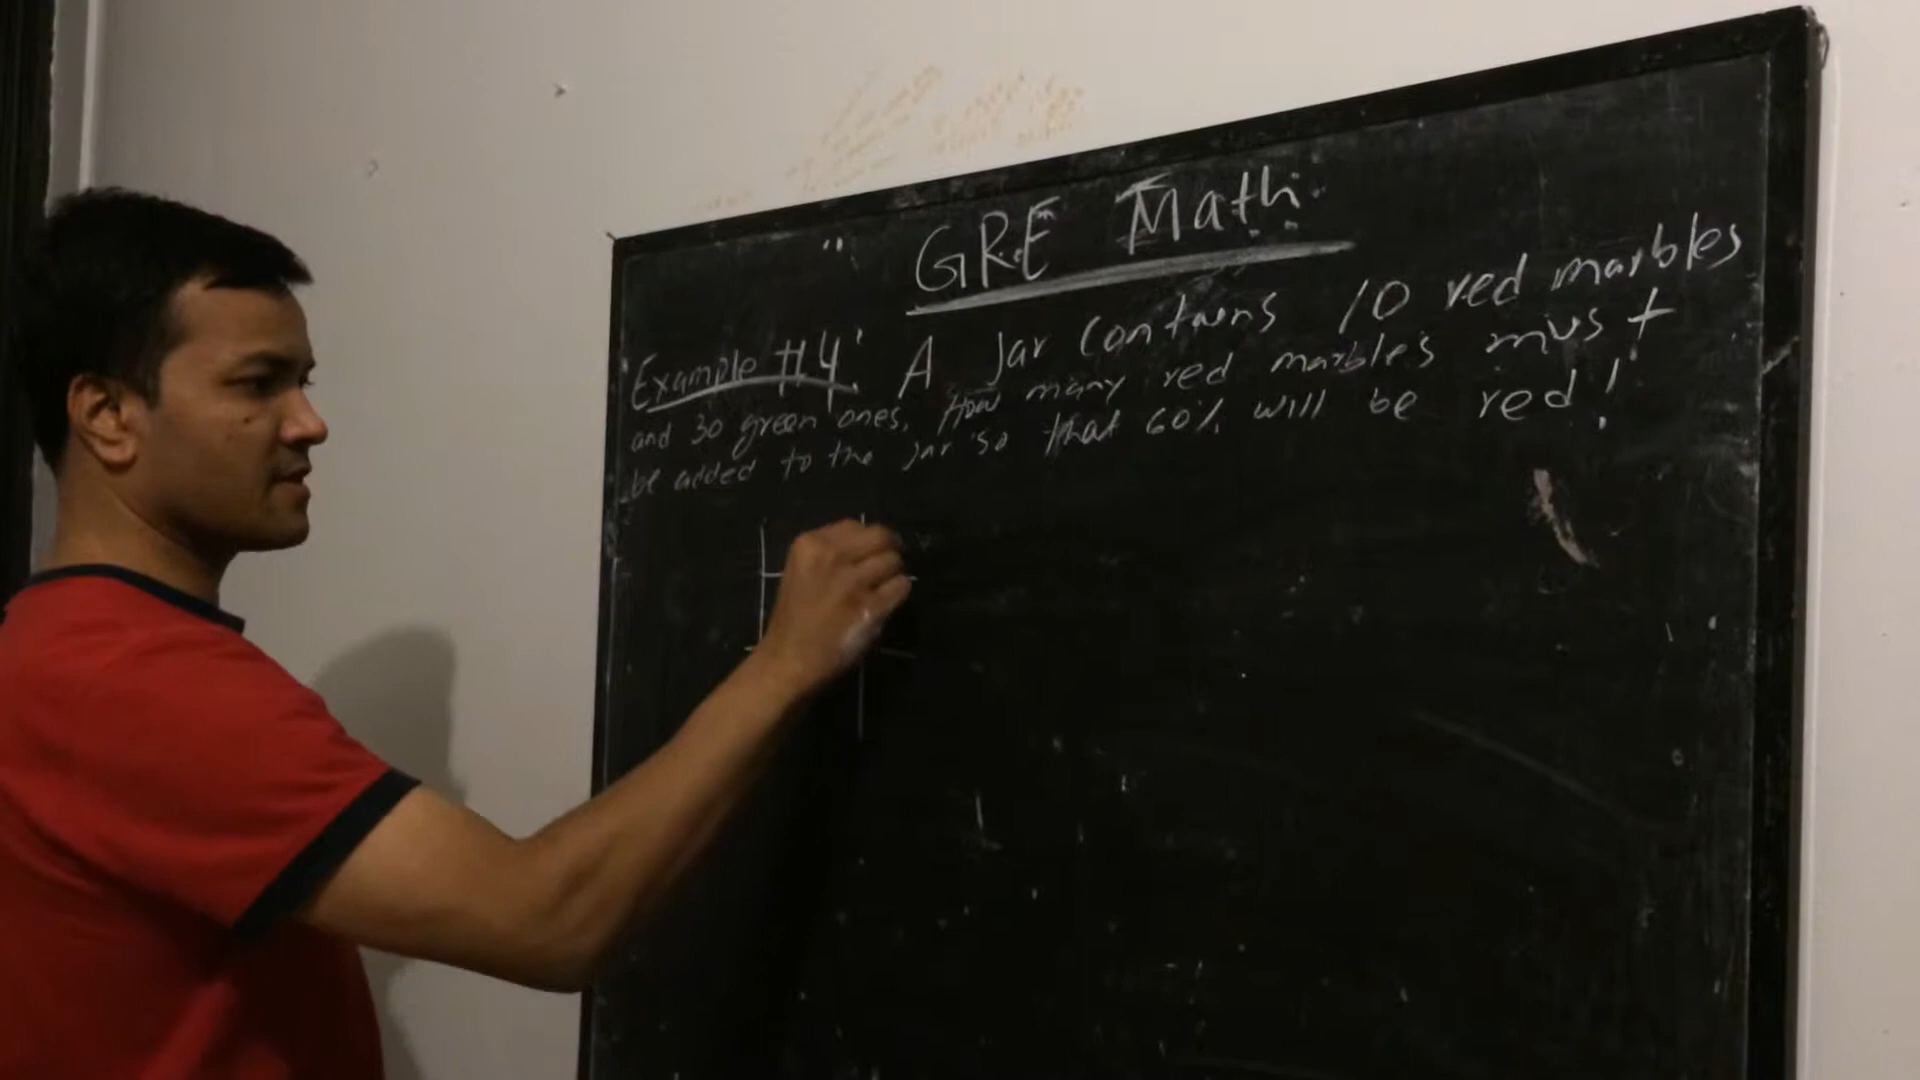 GRE Math
Example #4: A jar contains 10 red marbles
and 30 green ones. How many red marbles must
be added to the jar so that 60% will be red!